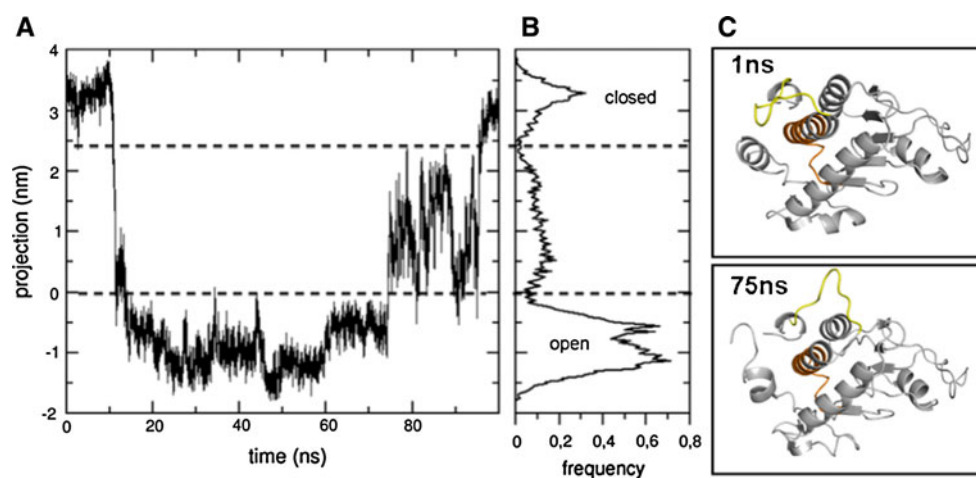 A
B
C
4
3
2
1
0
-1
-2
projection (nm)
0
20
40
60
80
time (ns)
closed
open
0
0,2
0,4
0,6
0,8
frequency
1ns
75ns